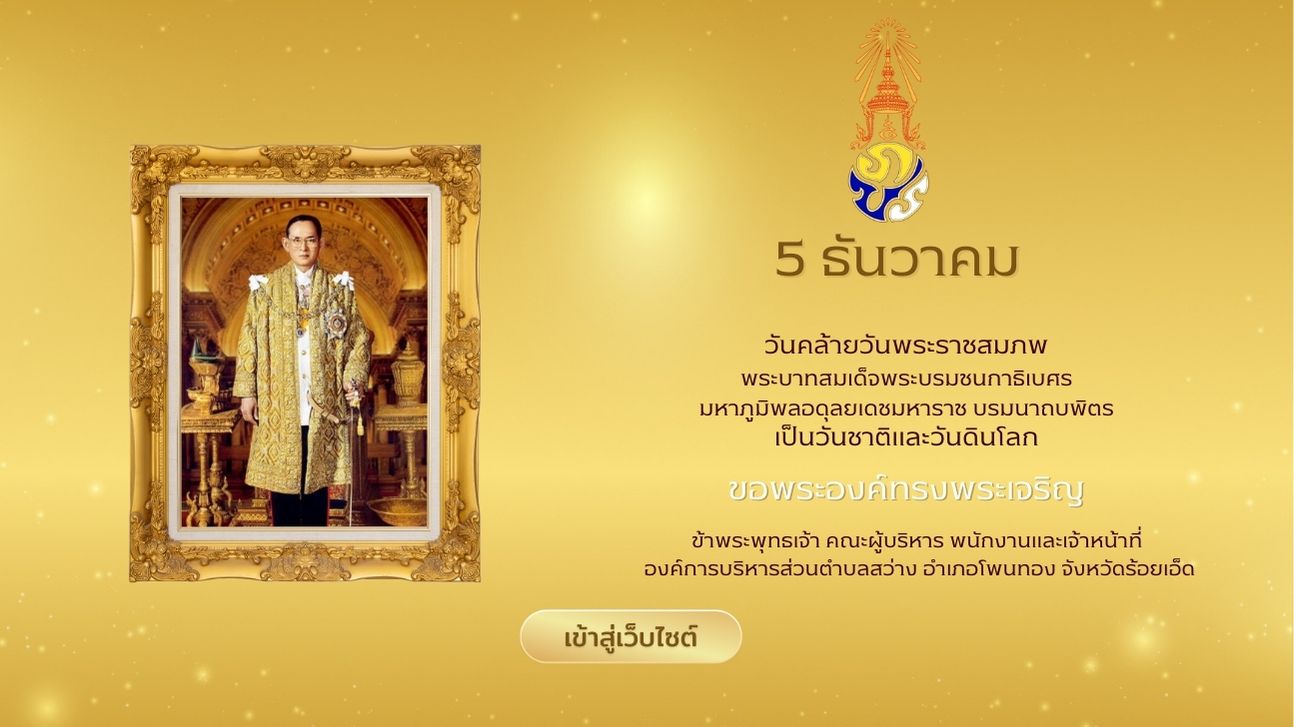 5 ธันวาคม
วันคล้ายวันพระราชสมภพ
พระบาทสมเด็จพระบรมชนกาธิเบศร
มหาภูมิพลอดุลยเดชมหาราช บรมนาถบพิตร
เป็นวันชาติและวันดินโลก
ขอพระองค์ทรงพระเจริญ
ข้าพระพุทธเจ้า คณะผู้บริหาร พนักงานและเจ้าหน้าที่
องค์การบริหารส่วนตำบลสว่าง อำเภอโพนทอง จังหวัดร้อยเอ็ด
เข้าสู่เว็บไซต์